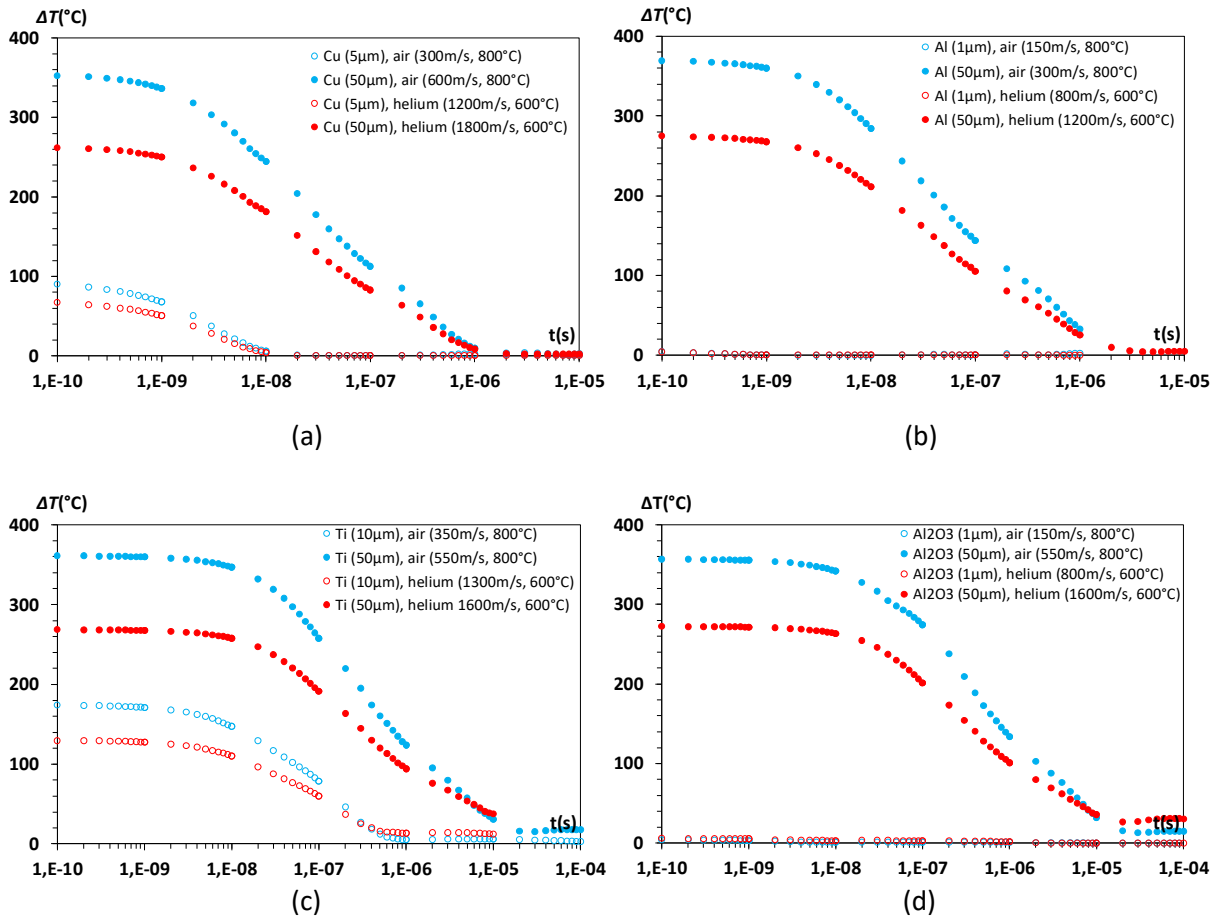 ΔT(°C)
400
300
200
100
0
Cu (5µm), air (300m/s, 800°C)
Cu (50µm), air (600m/s, 800°C)
Cu (5µm), helium (1200m/s, 600°C)
Cu (50µm), helium (1800m/s, 600°C)
t(s)
1,E-10 1,E-09 1,E-08 1,E-07 1,E-06 1,E-05
(a)
ΔT(°C)
400
300
200
100
0
Al (1µm), air (150m/s, 800°C)
Al (50µm), air (300m/s, 800°C)
Al (1µm), helium (800m/s, 600°C)
Al (50µm), helium (1200m/s, 600°C)
t(s)
1,E-10 1,E-09 1,E-08 1,E-07 1,E-06 1,E-05
(b)
ΔT(°C)
400
300
200
100
0
Ti (10µm), air (350m/s, 800°C)
Ti (50µm), air (550m/s, 800°C)
Ti (10µm), helium (1300m/s, 600°C)
Ti (50µm), helium 1600m/s, 600°C)
t(s)
1,E-10 1,E-09 1,E-08 1,E-07 1,E-06 1,E-05 1,E-04
(c)
ΔT(°C)
400
300
200
100
0
Al2O3 (1µm), air (150m/s, 800°C)
Al2O3 (50µm), air (550m/s, 800°C)
Al2O3 (1µm), helium (800m/s, 600°C)
Al2O3 (50µm), helium (1600m/s, 600°C)
t(s)
1,E-10 1,E-09 1,E-08 1,E-07 1,E-06 1,E-05 1,E-04
(d)